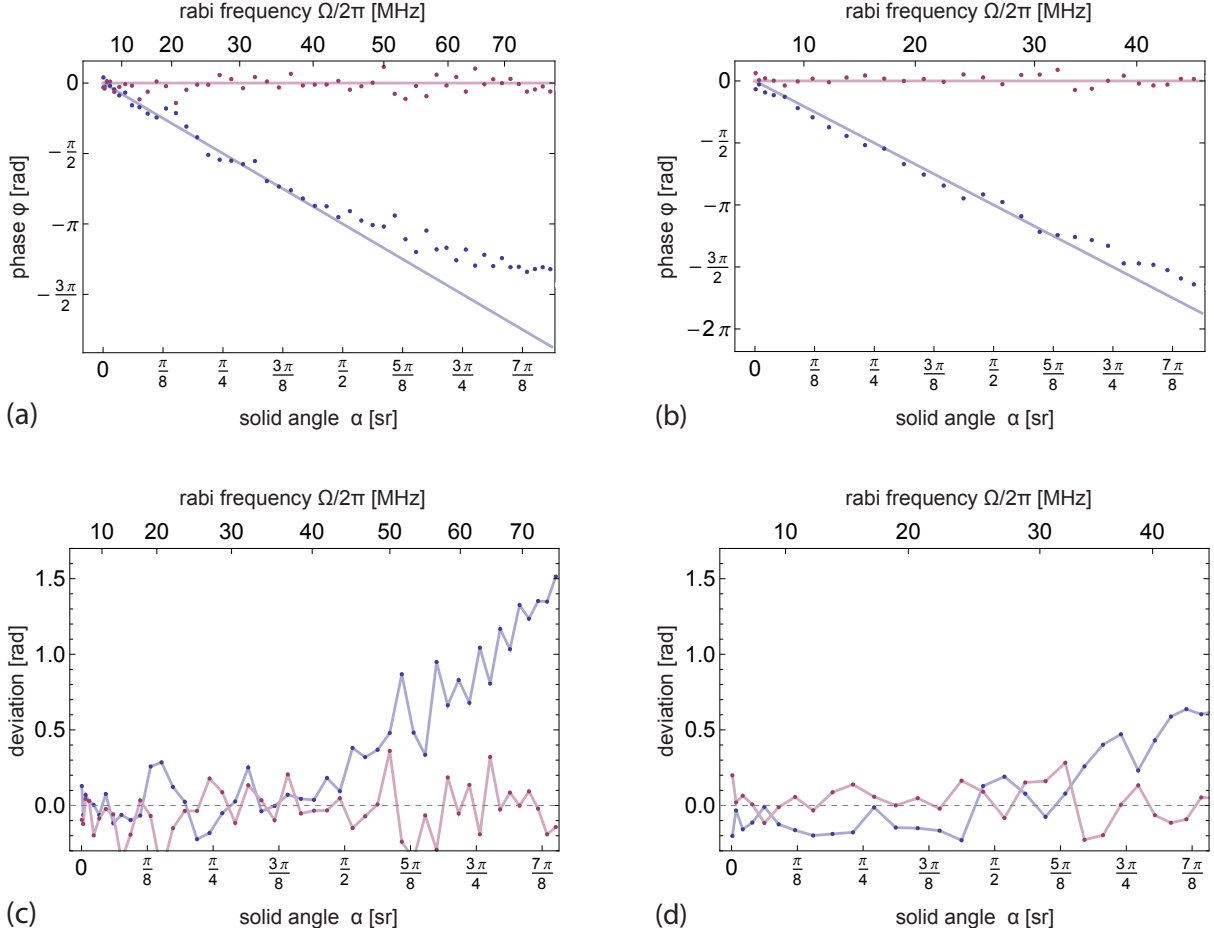 rabi frequency Ω/2π [MHz]
10 20 30 40 50 60 70
0
−π/2
−π
−3π/2
phase φ [rad]
0 π/8 π/4 3π/8 π/2 5π/8 3π/4 7π/8
solid angle α [sr]
(a)
rabi frequency Ω/2π [MHz]
10 20 30 40
0
−π/2
−π
−3π/2
−2π
phase φ [rad]
0 π/8 π/4 3π/8 π/2 5π/8 3π/4 7π/8
solid angle α [sr]
(b)
rabi frequency Ω/2π [MHz]
10 20 30 40 50 60 70
1.5
1.0
0.5
0.0
deviation [rad]
0 π/8 π/4 3π/8 π/2 5π/8 3π/4 7π/8
solid angle α [sr]
(c)
rabi frequency Ω/2π [MHz]
10 20 30 40
1.5
1.0
0.5
0.0
deviation [rad]
0 π/8 π/4 3π/8 π/2 5π/8 3π/4 7π/8
solid angle α [sr]
(d)